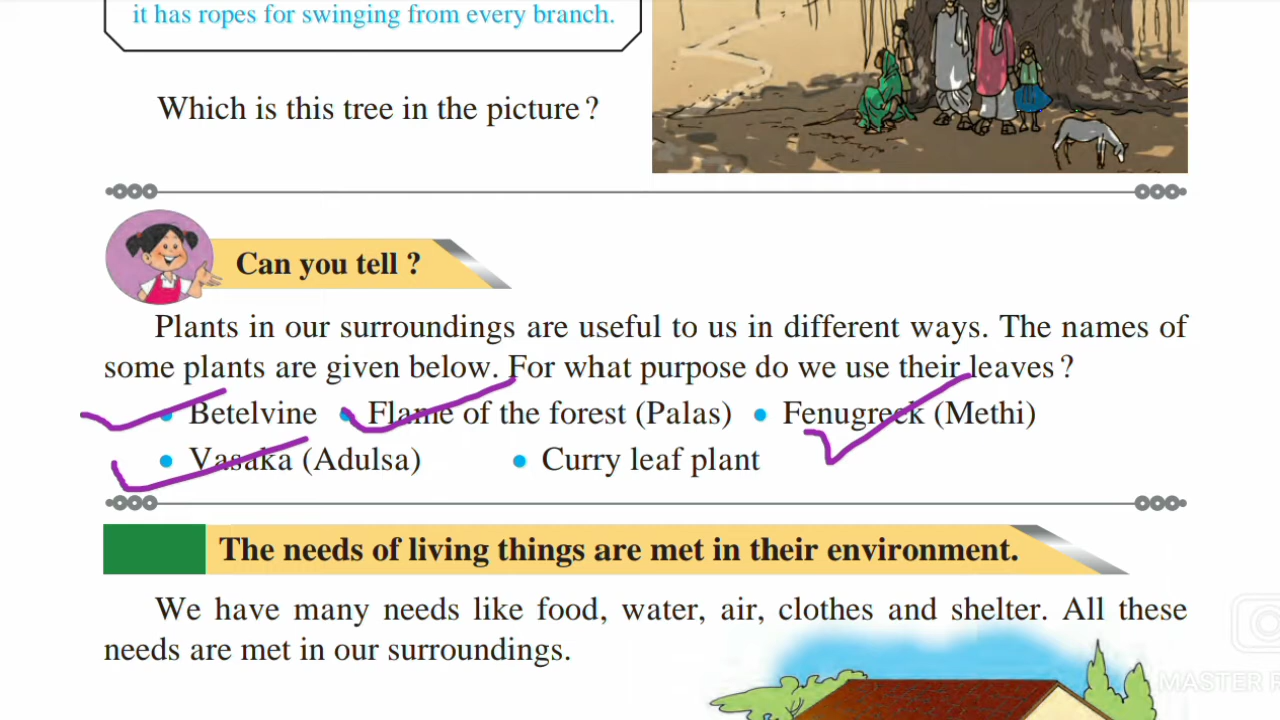 it has ropes for swinging from every branch.
Which is this tree in the picture ?
Can you tell ?
Plants in our surroundings are useful to us in different ways. The names of
some plants are given below. For what purpose do we use their leaves ?
• Betelvine • Flame of the forest (Palas) • Fenugreek (Methi)
• Vasaka (Adulsa) • Curry leaf plant
The needs of living things are met in their environment.
We have many needs like food, water, air, clothes and shelter. All these
needs are met in our surroundings.
MASTER